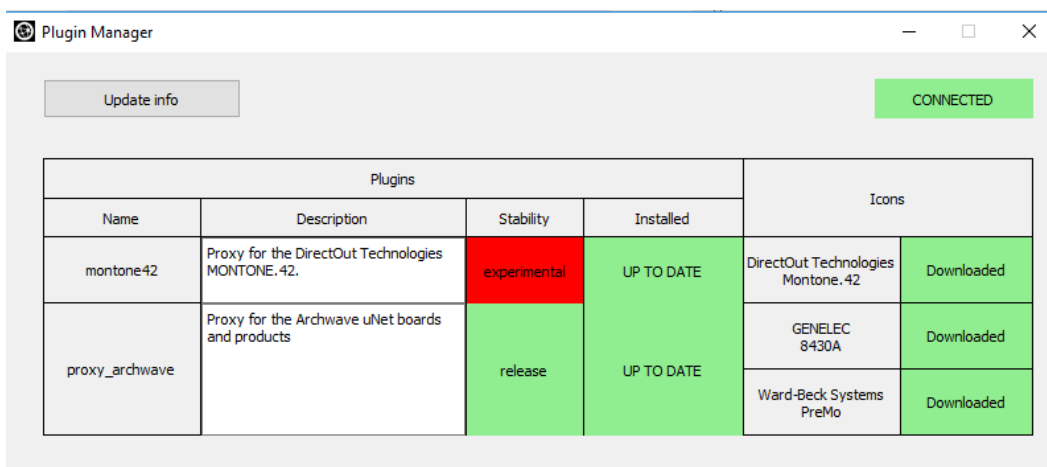 Plugin Manager
Update info
CONNECTED
Plugins
Icons
Name
Description
Stability
Installed
montone42
Proxy for the DirectOut Technologies
MONTONE.42.
experimental
UP TO DATE
DirectOut Technologies
Montone.42
Downloaded
proxy_archwave
Proxy for the Archwave uNet boards
and products
release
UP TO DATE
GENELEC
8430A
Downloaded
Ward-Beck Systems
PreMo
Downloaded